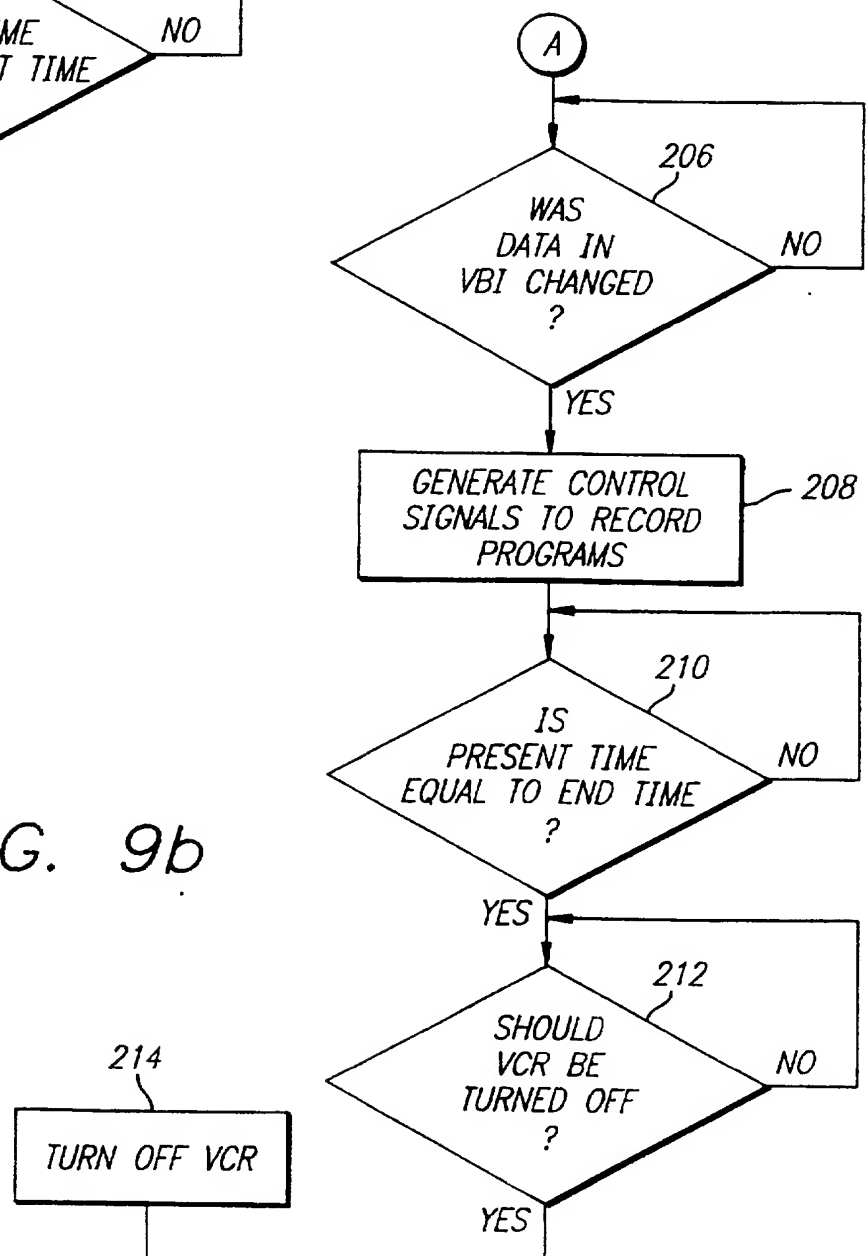 ME
T TIME
NO
A
206
WAS
DATA IN
VBI CHANGED
?
NO
YES
GENERATE CONTROL
SIGNALS TO RECORD
PROGRAMS
208
210
IS
PRESENT TIME
EQUAL TO END TIME
?
NO
YES
G. 9b
212
SHOULD
VCR BE
TURNED OFF
?
NO
YES
214
TURN OFF VCR